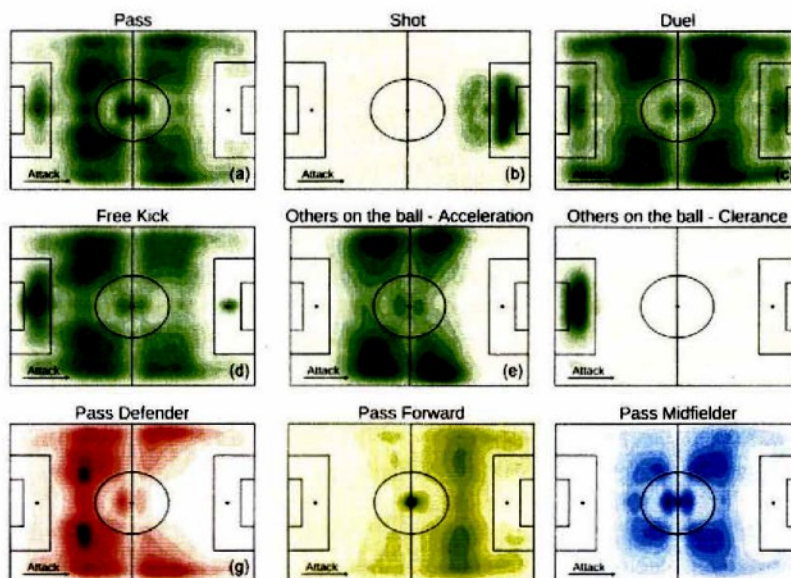 Pass Shot Duel
Attack (a) Attack (b) Attack (c)
Free Kick Others on the ball - Acceleration Others on the ball - Clerance
Attack (d) Attack (e) Attack
Pass Defender Pass Forward Pass Midfielder
Attack (g) Attack Attack